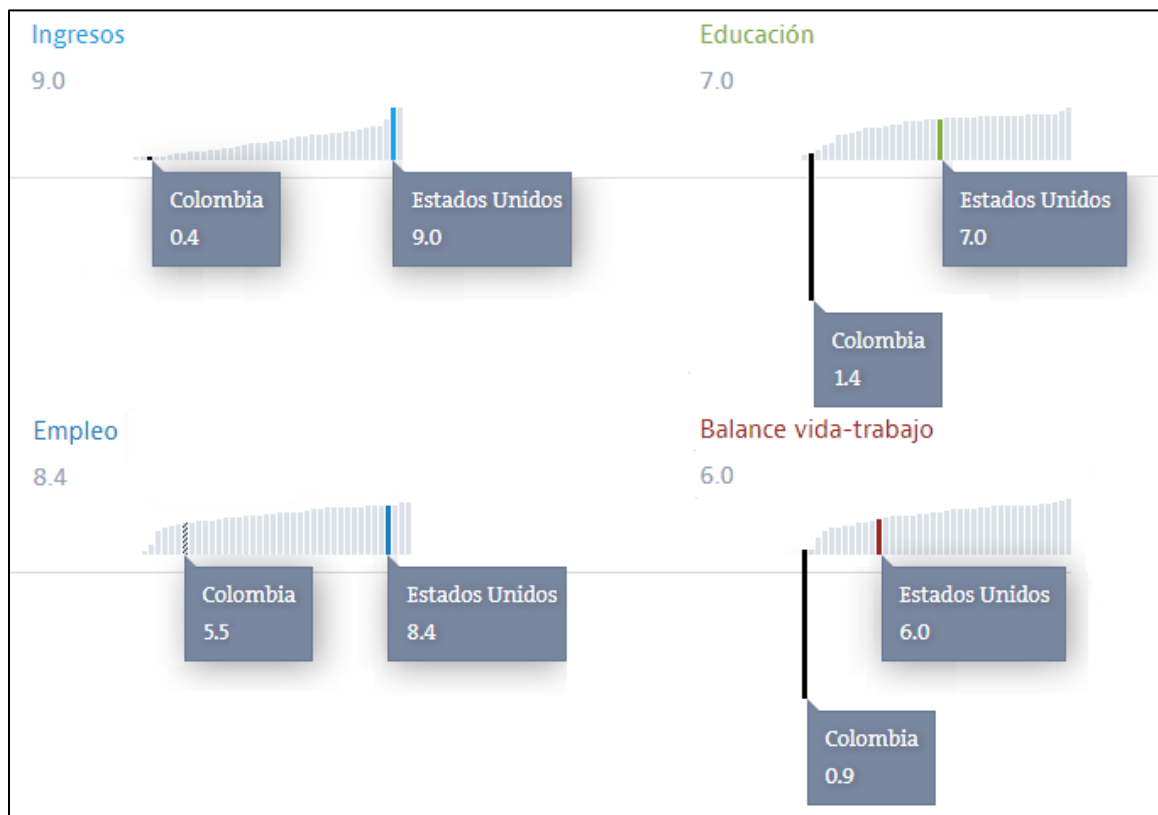 Ingresos
9.0
Colombia
0.4
Estados Unidos
9.0
Educación
7.0
Estados Unidos
7.0
Colombia
1.4
Empleo
8.4
Colombia
5.5
Estados Unidos
8.4
Balance vida-trabajo
6.0
Estados Unidos
6.0
Colombia
0.9